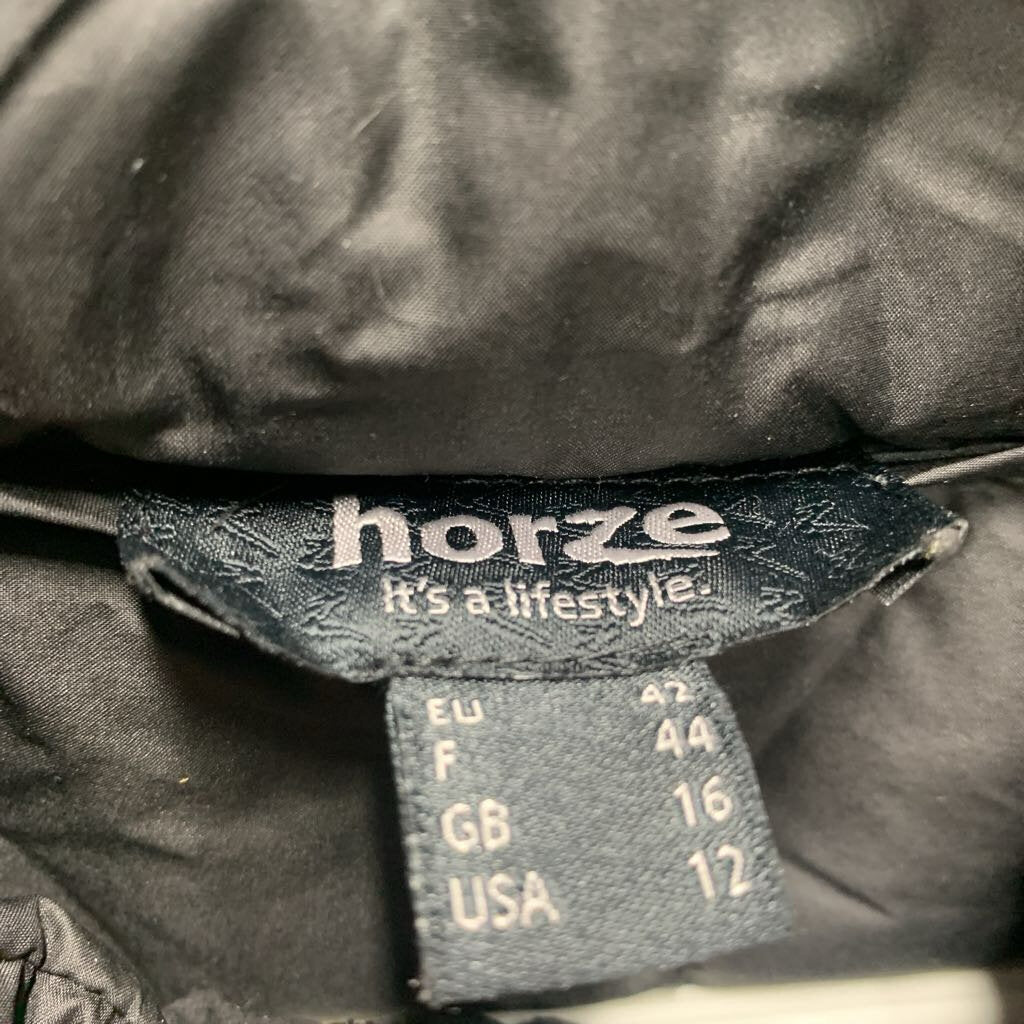 horze
It's a lifestyle.
EU 42
F 44
GB 16
USA 12